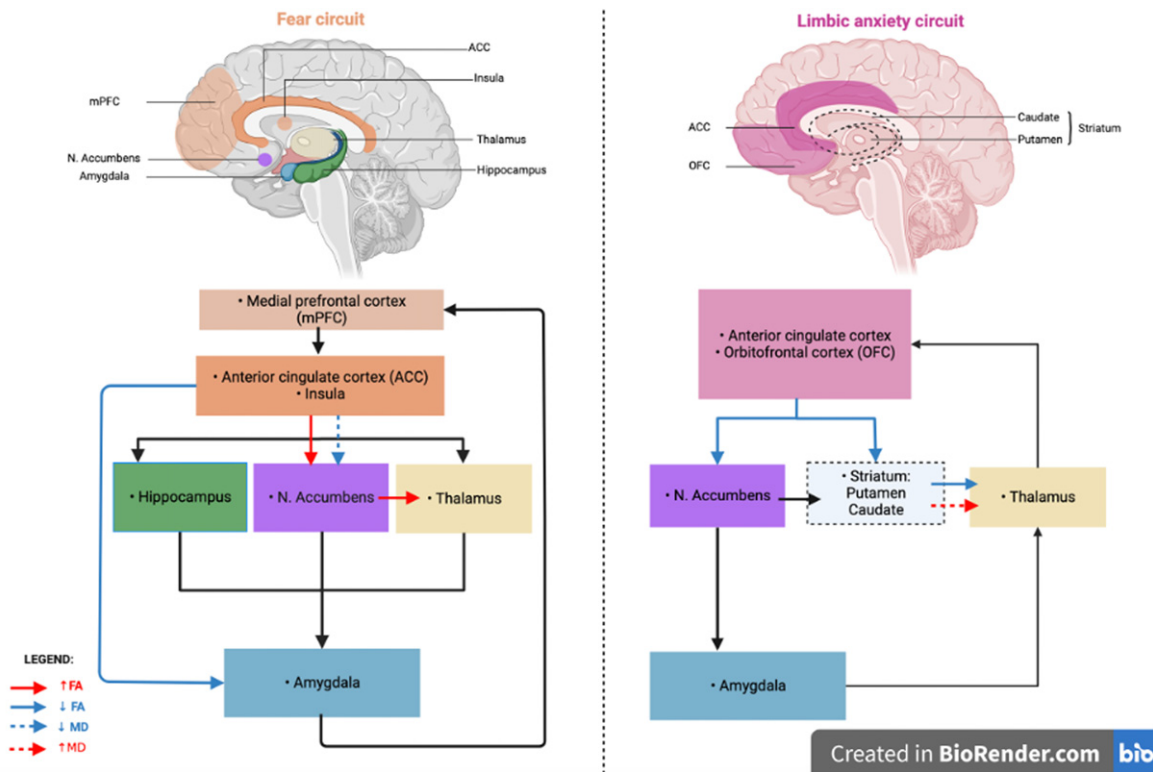 Fear circuit
ACC
Insula
mPFC
Thalamus
N. Accumbens
Amygdala
Hippocampus
• Medial prefrontal cortex
(mPFC)
• Anterior cingulate cortex (ACC)
• Insula
• Hippocampus
• N. Accumbens
• Thalamus
• Amygdala
LEGEND:
↑FA
↓ FA
↓ MD
↑MD
Limbic anxiety circuit
Caudate
ACC
Putamen
Striatum
OFC
• Anterior cingulate cortex
• Orbitofrontal cortex (OFC)
• N. Accumbens
• Striatum:
Putamen
Caudate
• Thalamus
• Amygdala
Created in BioRender.com bio